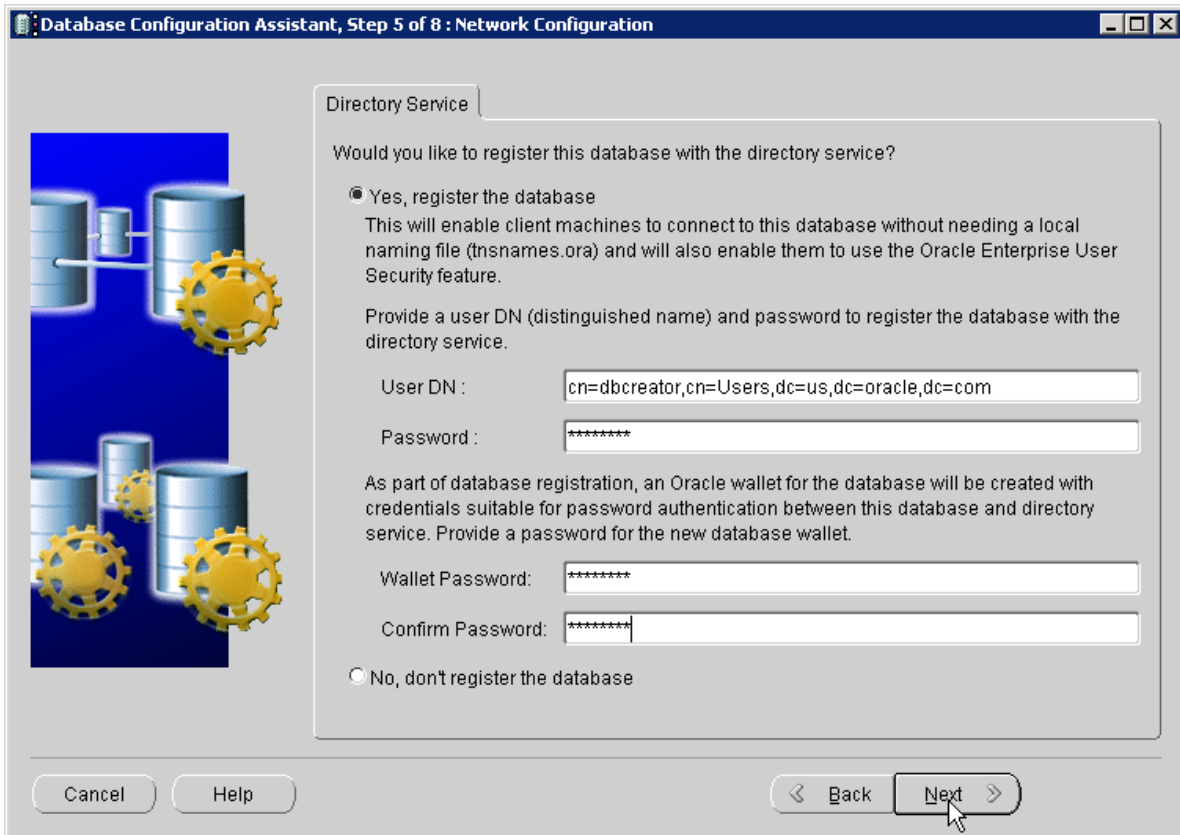 Database Configuration Assistant, Step 5 of 8 : Network Configuration
Directory Service
Would you like to register this database with the directory service?
Yes, register the database
This will enable client machines to connect to this database without needing a local
naming file (tnsnames.ora) and will also enable them to use the Oracle Enterprise User
Security feature.
Provide a user DN (distinguished name) and password to register the database with the
directory service.
User DN : cn=dbcreator,cn=Users,dc=us,dc=oracle,dc=com
Password : ********
As part of database registration, an Oracle wallet for the database will be created with
credentials suitable for password authentication between this database and directory
service. Provide a password for the new database wallet.
Wallet Password: ********
Confirm Password: ********
No, don't register the database
Cancel Help Back Next